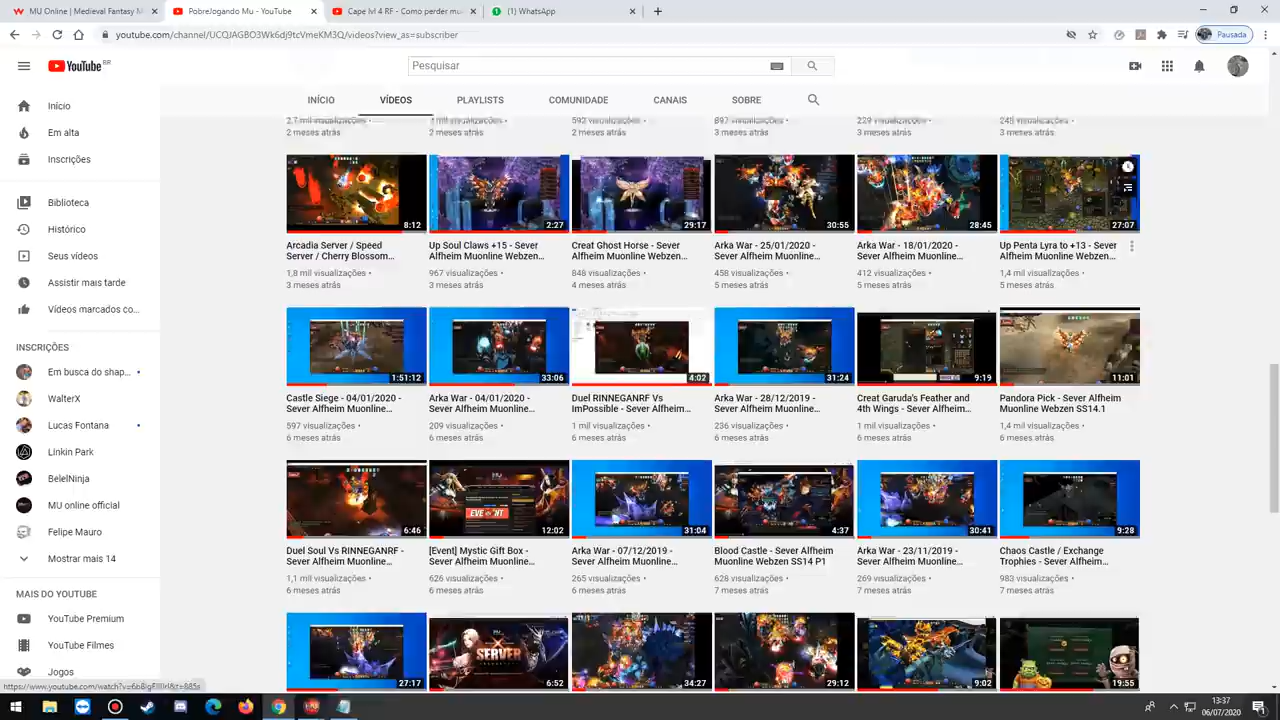 MU Online | Medieval Fantasy M
PobreJogando Mu - YouTube
Cape lvl 4 RF - Como perder mu
(1) WhatsApp
youtube.com/channel/UCQJAGBO3Wk6dj9tcVmeKM3Q/videos?view_as=subscriber
Pausada
YouTube BR
Pesquisar
INÍCIO VÍDEOS PLAYLISTS COMUNIDADE CANAIS SOBRE
Início
Em alta
Inscrições
Biblioteca
Histórico
Seus vídeos
Assistir mais tarde
Vídeos marcados co...
INSCRIÇÕES
Em busca do shap...
WalterX
Lucas Fontana
Linkin Park
BelelNinja
MU online official
Felipe Mauro
Mostrar mais 14
MAIS DO YOUTUBE
YouTube Premium
YouTube Filmes
Jogos
2 meses atrás 2 meses atrás 2 meses atrás 3 meses atrás 3 meses atrás 3 meses atrás
8:12 2:27 29:17 30:55 28:45 27:07
Arcadia Server / Speed Up Soul Claws +15 - Sever Creat Ghost Horse - Sever Arka War - 25/01/2020 - Arka War - 18/01/2020 - Up Penta Lyra to +13 - Sever
Server / Cherry Blossom... Alfheim Muonline Webzen... Alfheim Muonline Webzen... Sever Alfheim Muonline... Sever Alfheim Muonline... Alfheim Muonline Webzen...
1,8 mil visualizações • 967 visualizações • 848 visualizações • 458 visualizações • 412 visualizações • 1,4 mil visualizações •
3 meses atrás 3 meses atrás 4 meses atrás 5 meses atrás 5 meses atrás 5 meses atrás
1:51:12 33:06 4:02 31:24 9:19 11:01
Castle Siege - 04/01/2020 - Arka War - 04/01/2020 - Duel RINNEGANRF Vs Arka War - 28/12/2019 - Creat Garuda's Feather and Pandora Pick - Sever Alfheim
Sever Alfheim Muonline... Sever Alfheim Muonline... ImPossible - Sever Alfheim... Sever Alfheim Muonline... 4th Wings - Sever Alfheim... Muonline Webzen SS14.1
597 visualizações • 209 visualizações • 1 mil visualizações • 236 visualizações • 1 mil visualizações • 1,4 mil visualizações •
6 meses atrás 6 meses atrás 6 meses atrás 6 meses atrás 6 meses atrás 6 meses atrás
6:46 12:02 31:04 4:37 30:41 9:28
Duel Soul Vs RINNEGANRF - [Event] Mystic Gift Box - Arka War - 07/12/2019 - Blood Castle - Sever Alfheim Arka War - 23/11/2019 - Chaos Castle / Exchange
Sever Alfheim Muonline... Sever Alfheim Muonline... Sever Alfheim Muonline... Muonline Webzen SS14 P1 Sever Alfheim Muonline... Trophies - Sever Alfheim...
1,1 mil visualizações • 626 visualizações • 265 visualizações • 628 visualizações • 269 visualizações • 983 visualizações •
6 meses atrás 6 meses atrás 6 meses atrás 7 meses atrás 7 meses atrás 7 meses atrás
SERVER
27:17 6:52 34:27 29:12 9:02 19:55
13:37
06/07/2020